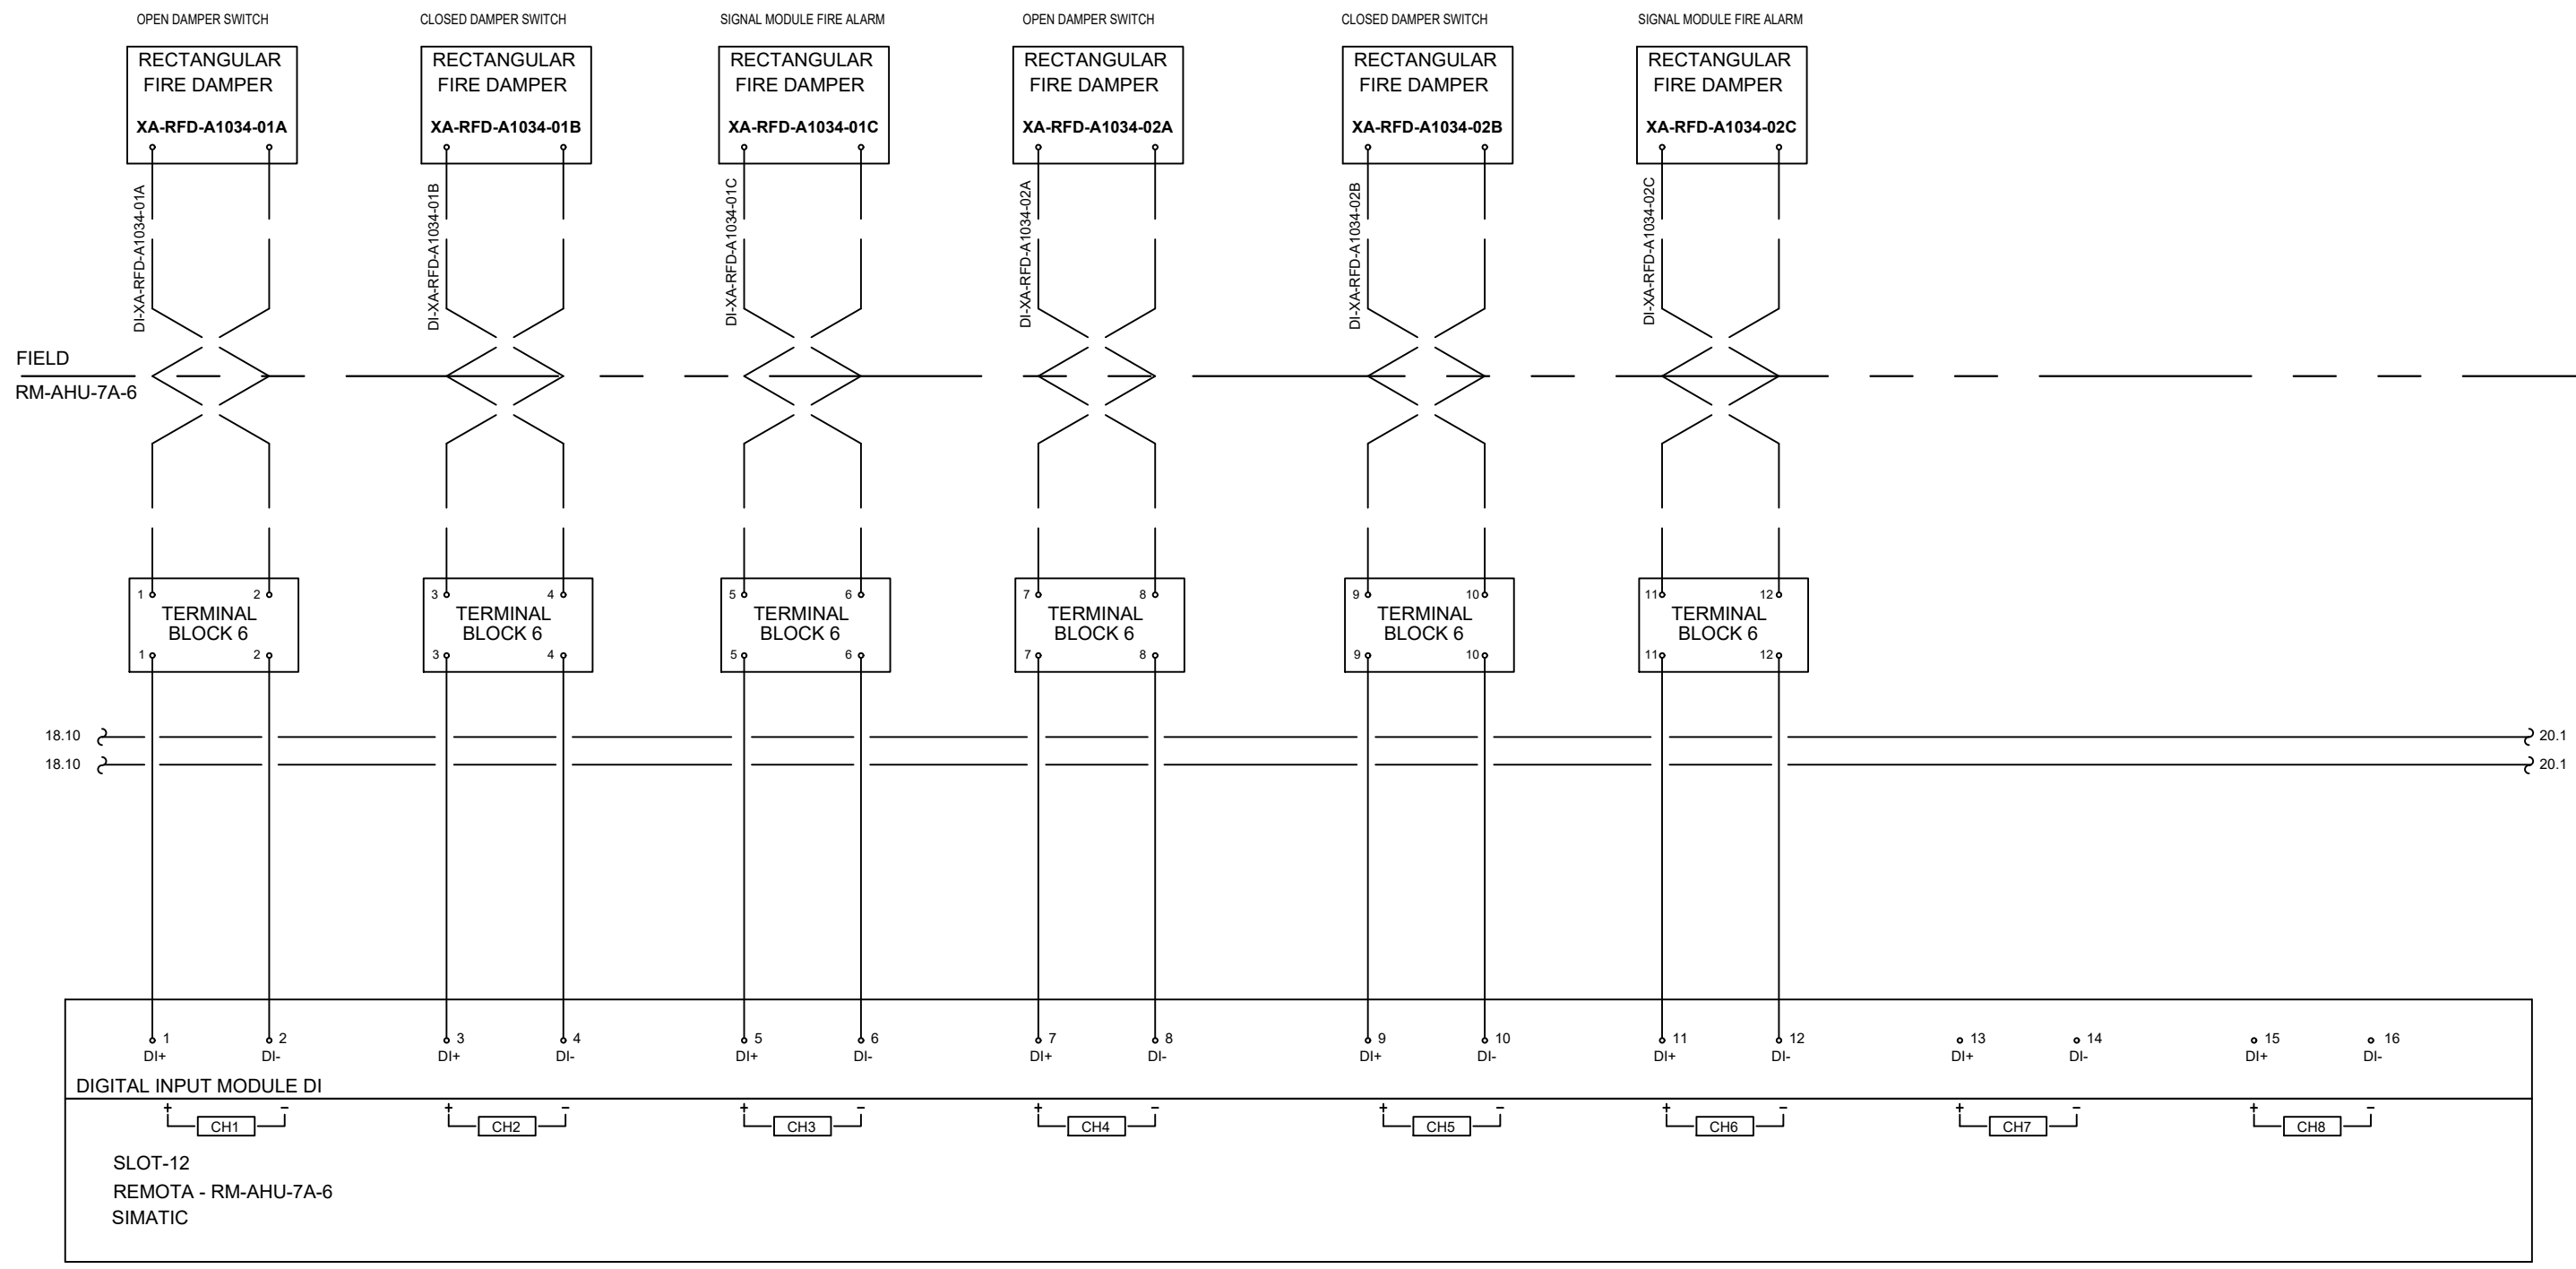 OPEN DAMPER SWITCH
CLOSED DAMPER SWITCH
SIGNAL MODULE FIRE ALARM
OPEN DAMPER SWITCH
CLOSED DAMPER SWITCH
SIGNAL MODULE FIRE ALARM
RECTANGULAR
FIRE DAMPER
XA-RFD-A1034-01A
RECTANGULAR
FIRE DAMPER
XA-RFD-A1034-01B
RECTANGULAR
FIRE DAMPER
XA-RFD-A1034-01C
RECTANGULAR
FIRE DAMPER
XA-RFD-A1034-02A
RECTANGULAR
FIRE DAMPER
XA-RFD-A1034-02B
RECTANGULAR
FIRE DAMPER
XA-RFD-A1034-02C
DI-XA-RFD-A1034-01A
DI-XA-RFD-A1034-01B
DI-XA-RFD-A1034-01C
DI-XA-RFD-A1034-02A
DI-XA-RFD-A1034-02B
DI-XA-RFD-A1034-02C
FIELD
RM-AHU-7A-6
1 2
TERMINAL
BLOCK 6
1 2
3 4
TERMINAL
BLOCK 6
3 4
5 6
TERMINAL
BLOCK 6
5 6
7 8
TERMINAL
BLOCK 6
7 8
9 10
TERMINAL
BLOCK 6
9 10
11 12
TERMINAL
BLOCK 6
11 12
18.10 20.1
18.10 20.1
1 2 3 4 5 6 7 8 9 10 11 12 13 14 15 16
DI+ DI- DI+ DI- DI+ DI- DI+ DI- DI+ DI- DI+ DI- DI+ DI- DI+ DI-
DIGITAL INPUT MODULE DI
+ - + - + - + - + - + - + - + -
CH1 CH2 CH3 CH4 CH5 CH6 CH7 CH8
SLOT-12
REMOTA - RM-AHU-7A-6
SIMATIC